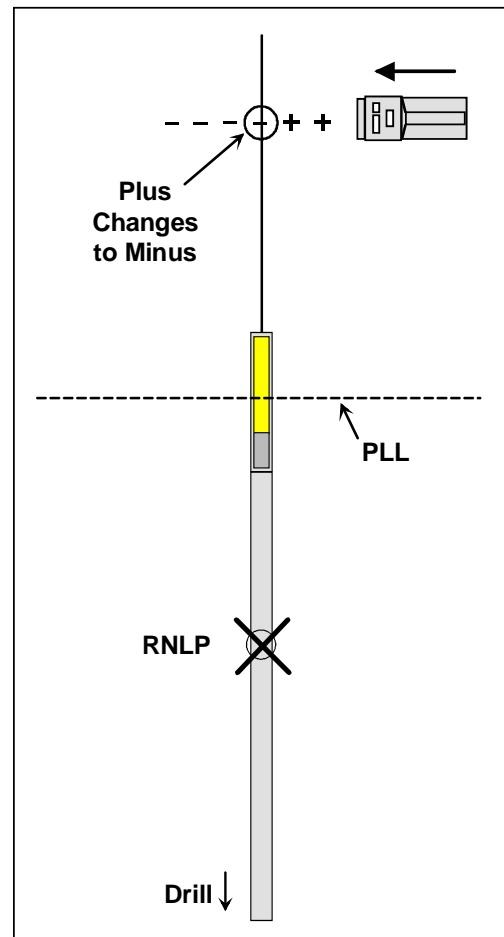 - - - - + +
Plus
Changes
to Minus
PLL
RNLP
Drill